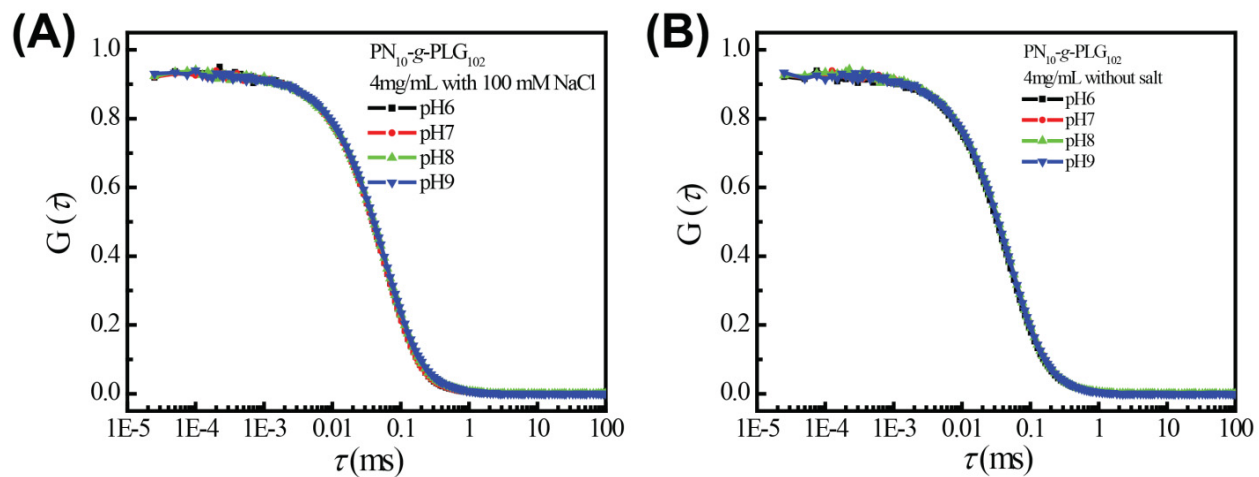 (A)
PN₁₀-g-PLG₁₀₂
4mg/mL with 100 mM NaCl
pH6
pH7
pH8
pH9
1.0
0.8
0.6
0.4
0.2
0.0
G (τ)
1E-5 1E-4 1E-3 0.01 0.1 1 10 100
τ (ms)
(B)
PN₁₀-g-PLG₁₀₂
4mg/mL without salt
pH6
pH7
pH8
pH9
1.0
0.8
0.6
0.4
0.2
0.0
G (τ)
1E-5 1E-4 1E-3 0.01 0.1 1 10 100
τ (ms)